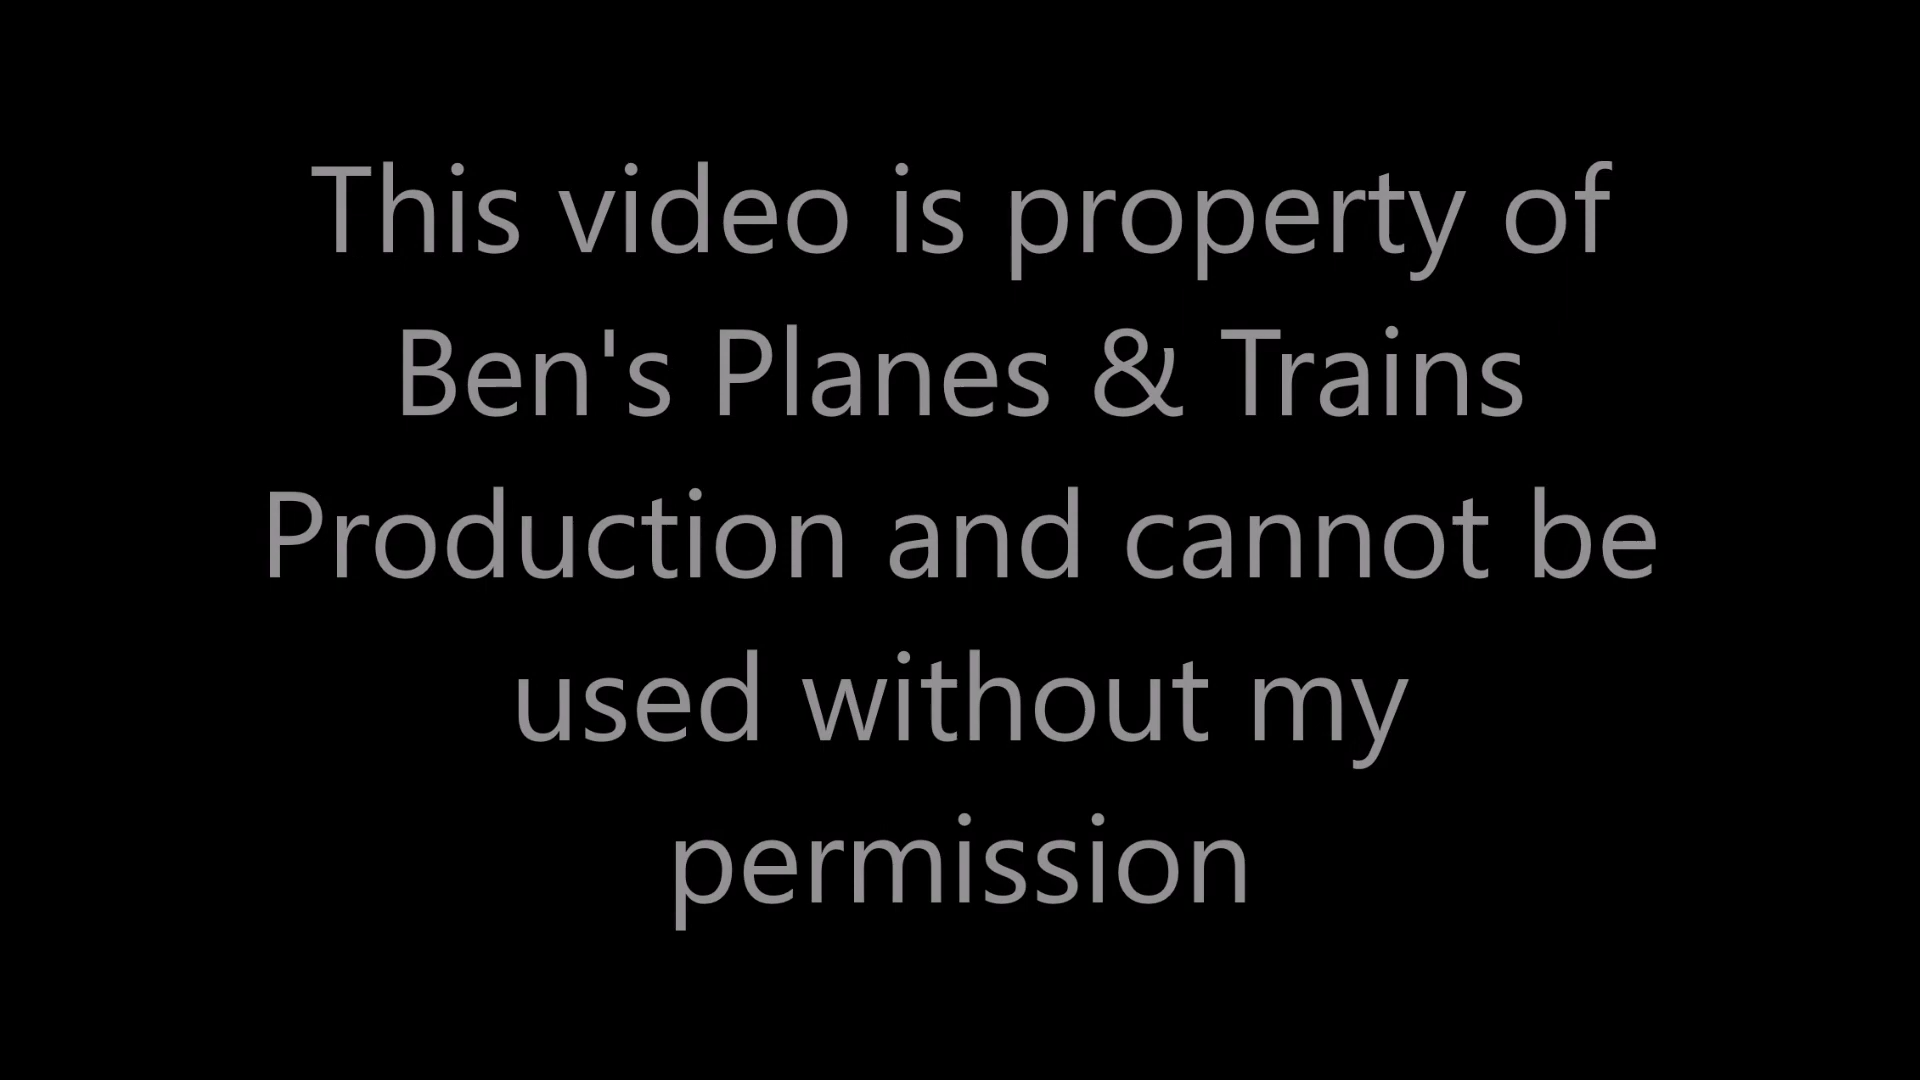 This video is property of
Ben's Planes & Trains
Production and cannot be
used without my
permission